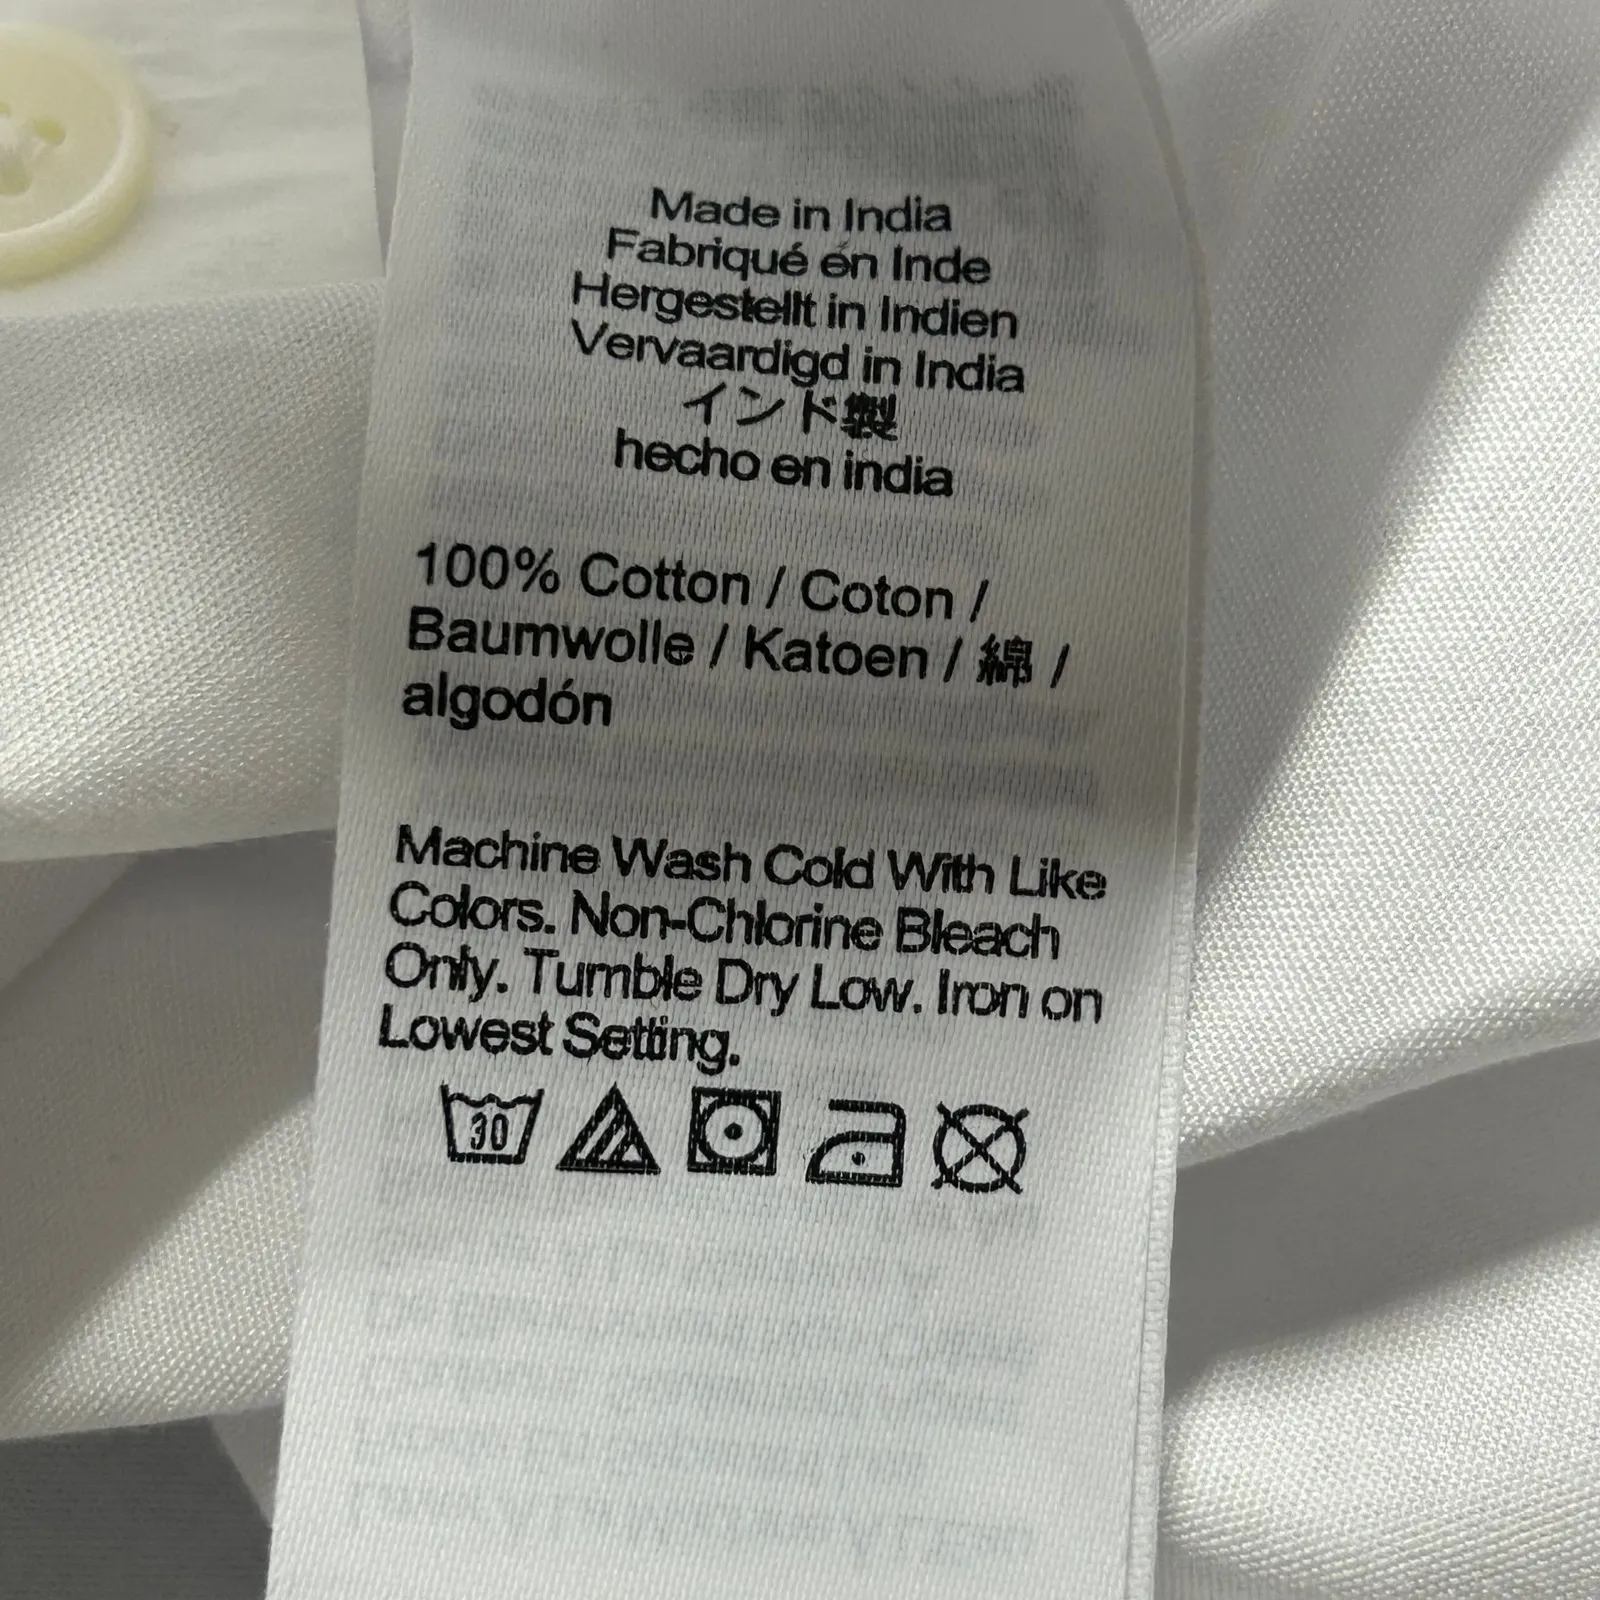 Made in India
Fabriqué en Inde
Hergestellt in Indien
Vervaardigd in India
インド製
hecho en india
100% Cotton / Coton /
Baumwolle / Katoen / 綿 /
algodón
Machine Wash Cold With Like
Colors. Non-Chlorine Bleach
Only. Tumble Dry Low. Iron on
Lowest Setting.
30